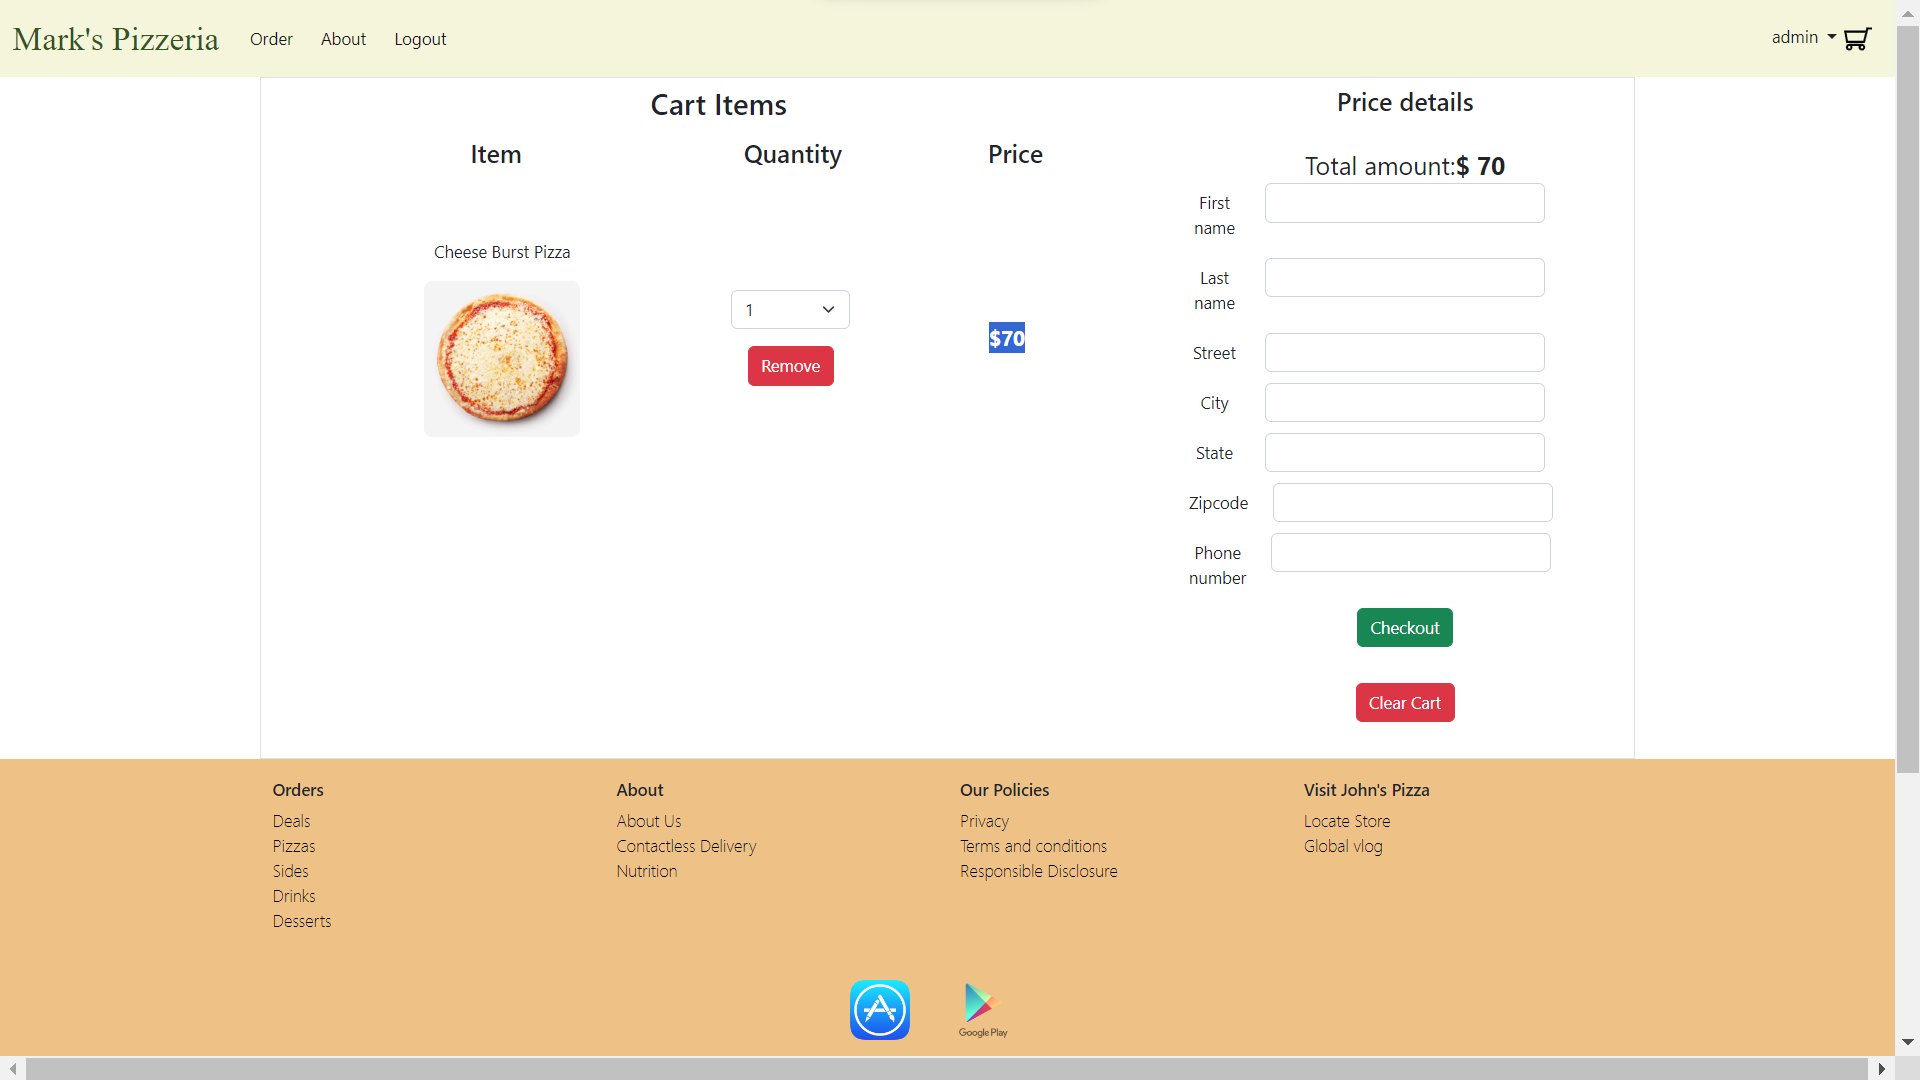 Mark's Pizzeria
Order
About
Logout
admin
Cart Items
Item
Quantity
Price
Cheese Burst Pizza
1
Remove
$70
Price details
Total amount:$ 70
First
name
Last
name
Street
City
State
Zipcode
Phone
number
Checkout
Clear Cart
Orders
Deals
Pizzas
Sides
Drinks
Desserts
About
About Us
Contactless Delivery
Nutrition
Our Policies
Privacy
Terms and conditions
Responsible Disclosure
Visit John's Pizza
Locate Store
Global vlog
Google Play